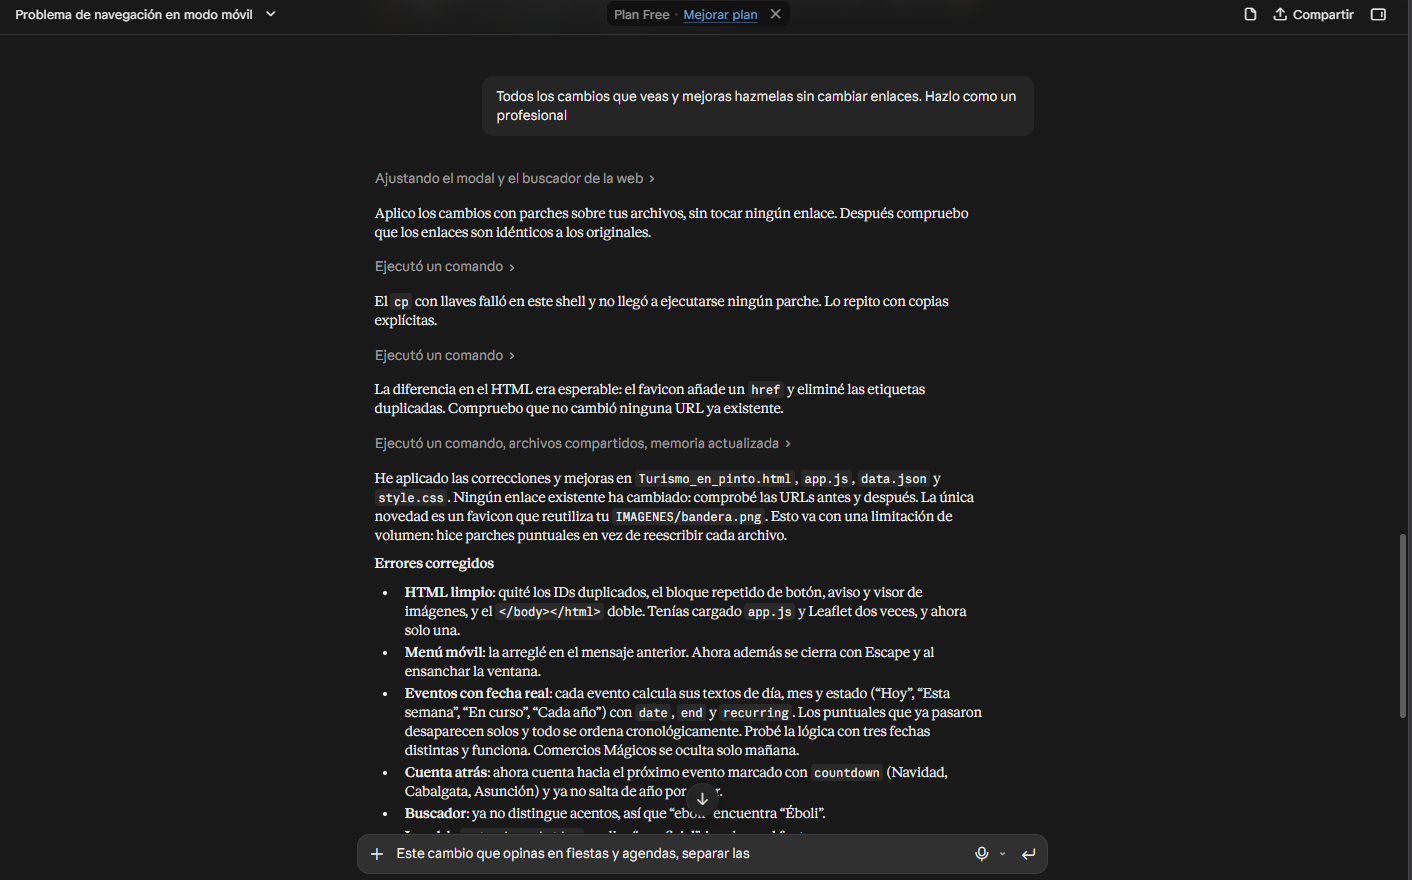 Problema de navegación en modo móvil
Plan Free · Mejorar plan
Compartir
Todos los cambios que veas y mejoras hazmelas sin cambiar enlaces. Hazlo como un
profesional
Ajustando el modal y el buscador de la web
Aplico los cambios con parches sobre tus archivos, sin tocar ningún enlace. Después compruebo
que los enlaces son idénticos a los originales.
Ejecutó un comando
El cp con llaves falló en este shell y no llegó a ejecutarse ningún parche. Lo repito con copias
explícitas.
Ejecutó un comando
La diferencia en el HTML era esperable: el favicon añade un href y eliminé las etiquetas
duplicadas. Compruebo que no cambió ninguna URL ya existente.
Ejecutó un comando, archivos compartidos, memoria actualizada
He aplicado las correcciones y mejoras en Turismo_en_pinto.html, app.js, data.json y
style.css. Ningún enlace existente ha cambiado: comprobé las URLs antes y después. La única
novedad es un favicon que reutiliza tu IMAGENES/bandera.png. Esto va con una limitación de
volumen: hice parches puntuales en vez de reescribir cada archivo.
Errores corregidos
• HTML limpio: quité los IDs duplicados, el bloque repetido de botón, aviso y visor de
imágenes, y el </body></html> doble. Tenías cargado app.js y Leaflet dos veces, y ahora
solo una.
• Menú móvil: la arreglé en el mensaje anterior. Ahora además se cierra con Escape y al
ensanchar la ventana.
• Eventos con fecha real: cada evento calcula sus textos de día, mes y estado (“Hoy”, “Esta
semana”, “En curso”, “Cada año”) con date, end y recurring. Los puntuales que ya pasaron
desaparecen solos y todo se ordena cronológicamente. Probé la lógica con tres fechas
distintas y funciona. Comercios Mágicos se oculta solo mañana.
• Cuenta atrás: ahora cuenta hacia el próximo evento marcado con countdown (Navidad,
Cabalgata, Asunción) y ya no salta de año por
• Buscador: ya no distingue acentos, así que encuentra “Éboli”.
Este cambio que opinas en fiestas y agendas, separar las